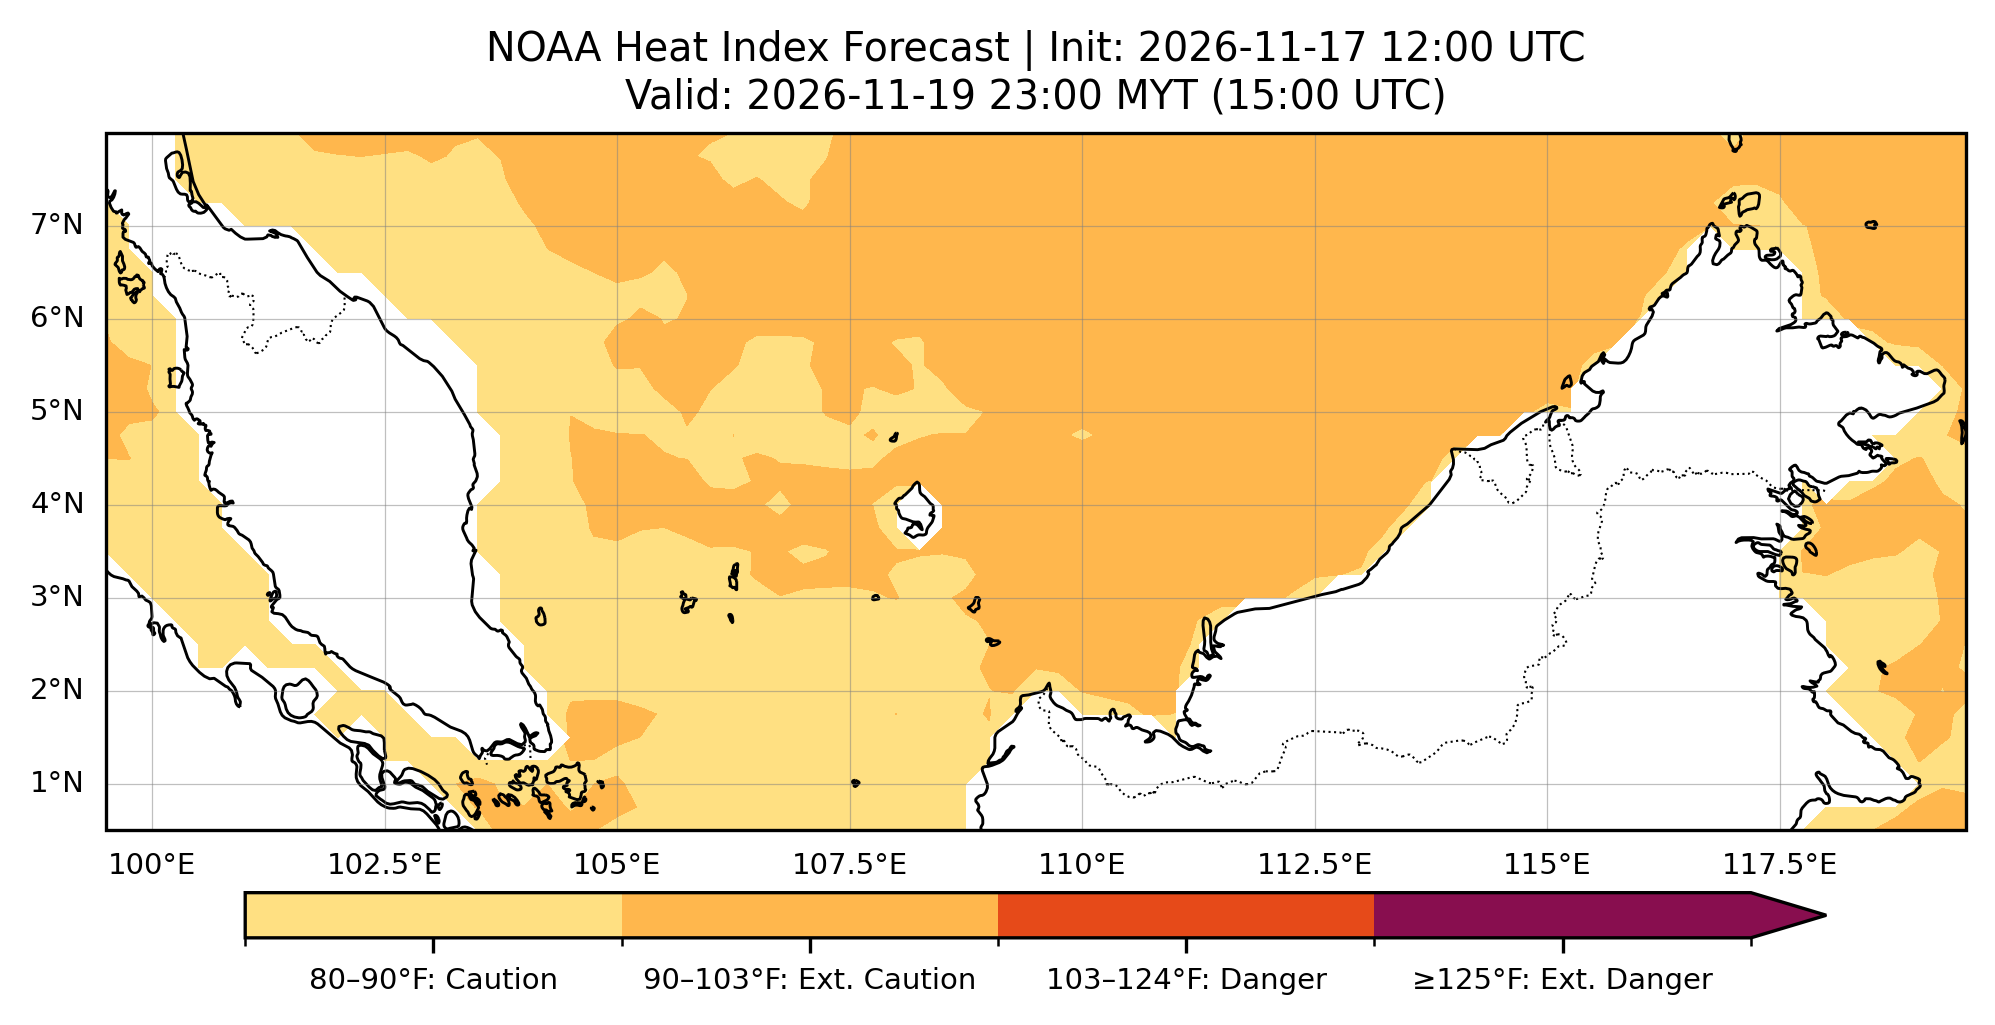 NOAA Heat Index Forecast | Init: 2026-11-17 12:00 UTC
Valid: 2026-11-19 23:00 MYT (15:00 UTC)
7°N
6°N
5°N
4°N
3°N
2°N
1°N
100°E 102.5°E 105°E 107.5°E 110°E 112.5°E 115°E 117.5°E
80–90°F: Caution 90–103°F: Ext. Caution 103–124°F: Danger ≥125°F: Ext. Danger